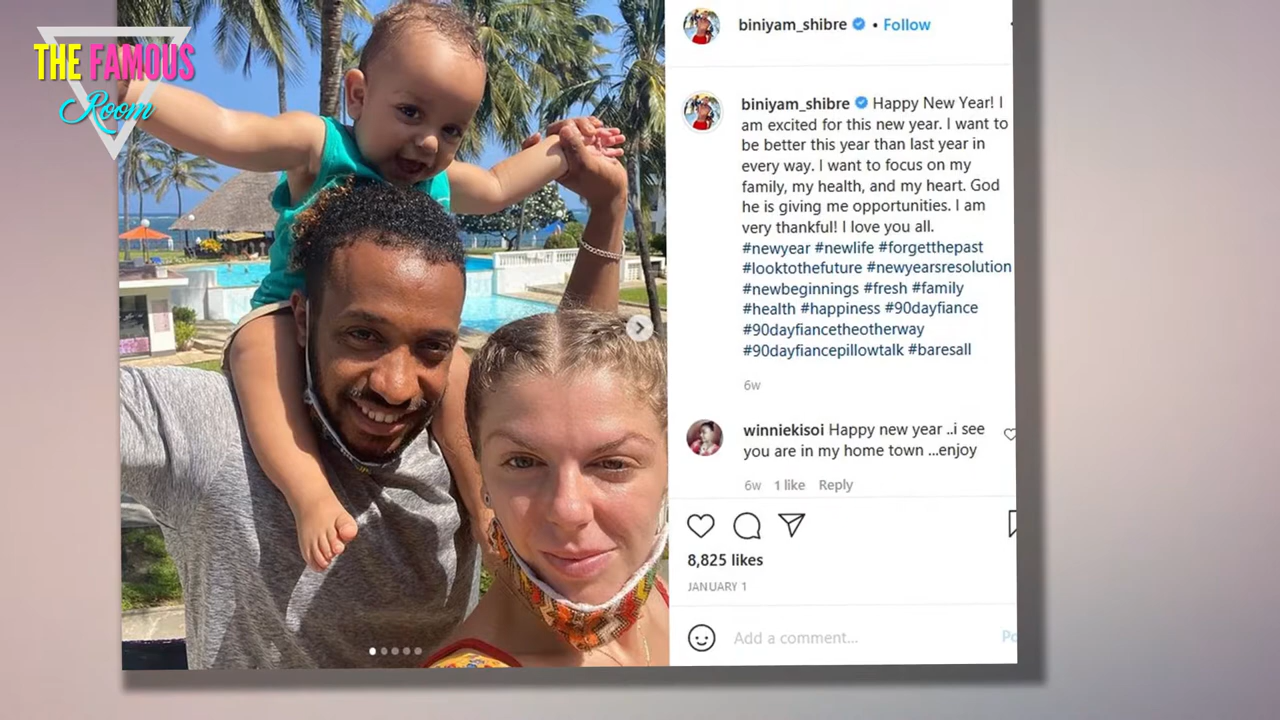 THE FAMOUS
Room
biniyam_shibre • Follow
biniyam_shibre Happy New Year! I
am excited for this new year. I want to
be better this year than last year in
every way. I want to focus on my
family, my health, and my heart. God
he is giving me opportunities. I am
very thankful! I love you all.
#newyear #newlife #forgetthepast
#looktothefuture #newyearsresolution
#newbeginnings #fresh #family
#health #happiness #90dayfiance
#90dayfiancetheotherway
#90dayfiancepillowtalk #baresall
6w
winniekisoi Happy new year ..i see
you are in my home town ...enjoy
6w 1 like Reply
8,825 likes
JANUARY 1
Add a comment... Po